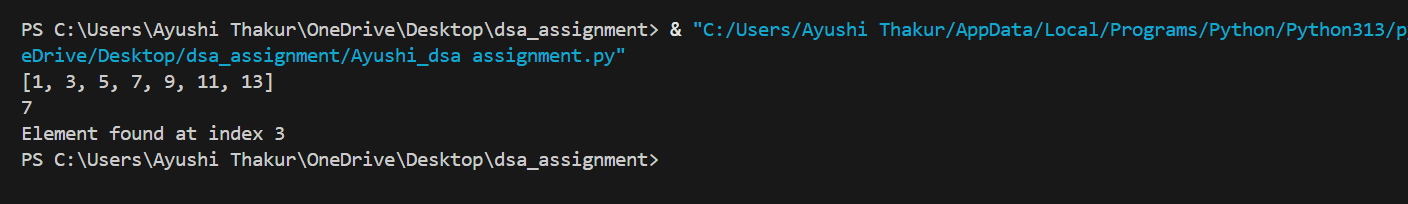 PS C:\Users\Ayushi Thakur\OneDrive\Desktop\dsa_assignment> & "C:/Users/Ayushi Thakur/AppData/Local/Programs/Python/Python313/p
eDrive/Desktop/dsa_assignment/Ayushi_dsa assignment.py"
[1, 3, 5, 7, 9, 11, 13]
7
Element found at index 3
PS C:\Users\Ayushi Thakur\OneDrive\Desktop\dsa_assignment>